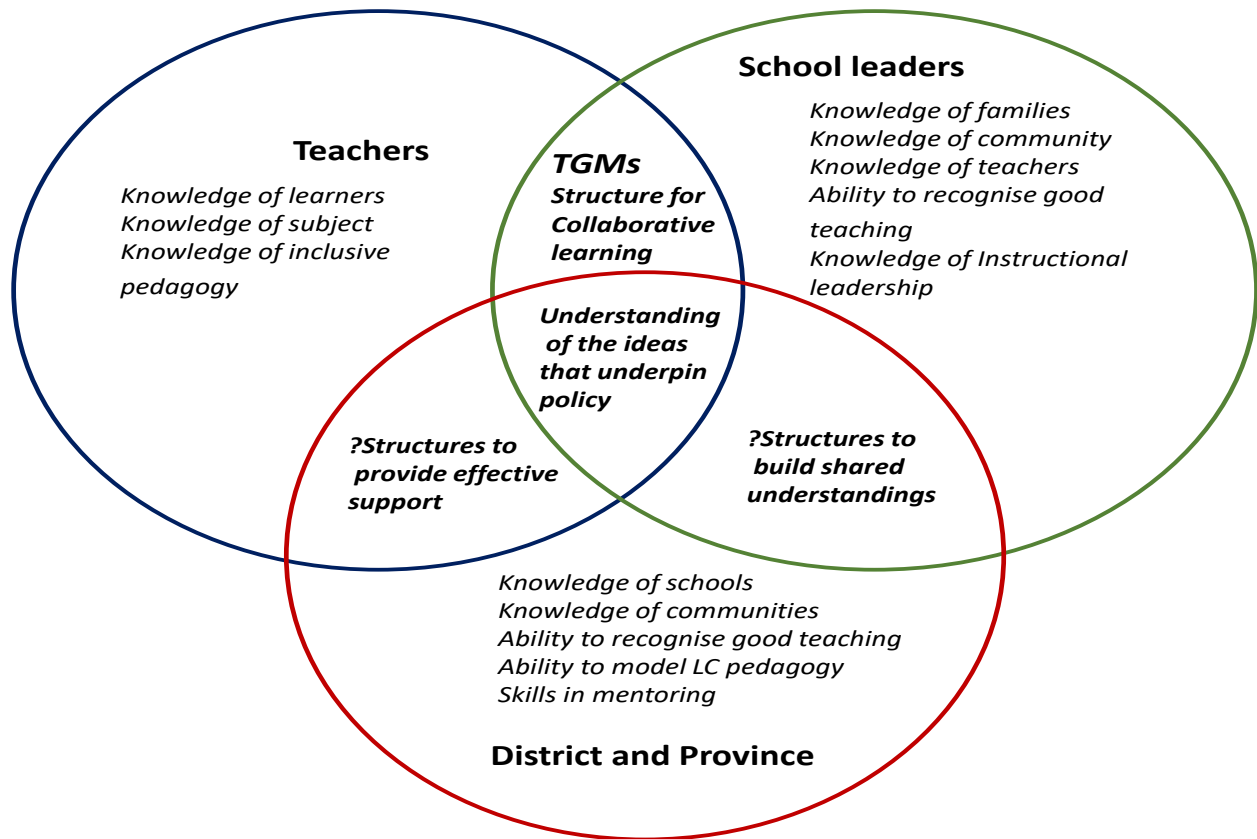 School leaders
Knowledge of families
Knowledge of community
Knowledge of teachers
Ability to recognise good
teaching
Knowledge of Instructional
leadership
Teachers
Knowledge of learners
Knowledge of subject
Knowledge of inclusive
pedagogy
TGMs
Structure for
Collaborative
learning
Understanding
of the ideas
that underpin
policy
?Structures to
provide effective
support
?Structures to
build shared
understandings
Knowledge of schools
Knowledge of communities
Ability to recognise good teaching
Ability to model LC pedagogy
Skills in mentoring
District and Province